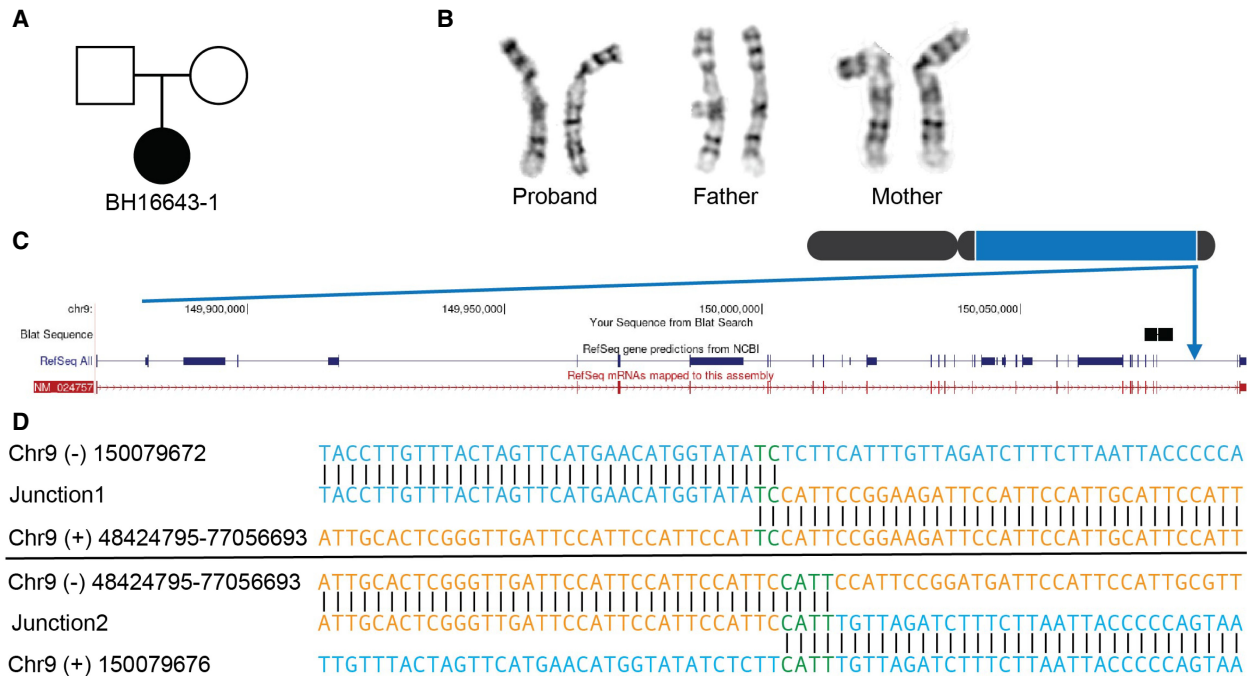 A
B
BH16643-1
Proband
Father
Mother
C
chr9:
149,900,000
149,950,000
150,000,000
150,050,000
Your Sequence from Blat Search
Blat Sequence
RefSeq gene predictions from NCBI
RefSeq All
RefSeq mRNAs mapped to this assembly
NM_024757
D
Chr9 (-) 150079672 TACCTTGTTTACTAGTTCATGAACATGGTATATCTCTTCATTTGTTAGATCTTTCTTAATTACCCCCA
Junction1 TACCTTGTTTACTAGTTCATGAACATGGTATATCCATTCCGGAAGATTCCATTCCATTGCATTCCATT
Chr9 (+) 48424795-77056693 ATTGCACTCGGGTTGATTCCATTCCATTCCATTCCATTCCGGAAGATTCCATTCCATTGCATTCCATT
Chr9 (-) 48424795-77056693 ATTGCACTCGGGTTGATTCCATTCCATTCCATTCCATTCCATTCCGGATGATTCCATTCCATTGCGTT
Junction2 ATTGCACTCGGGTTGATTCCATTCCATTCCATTCCATTTGTTAGATCTTTCTTAATTACCCCCAGTAA
Chr9 (+) 150079676 TTGTTTACTAGTTCATGAACATGGTATATCTCTTCATTTGTTAGATCTTTCTTAATTACCCCCAGTAA